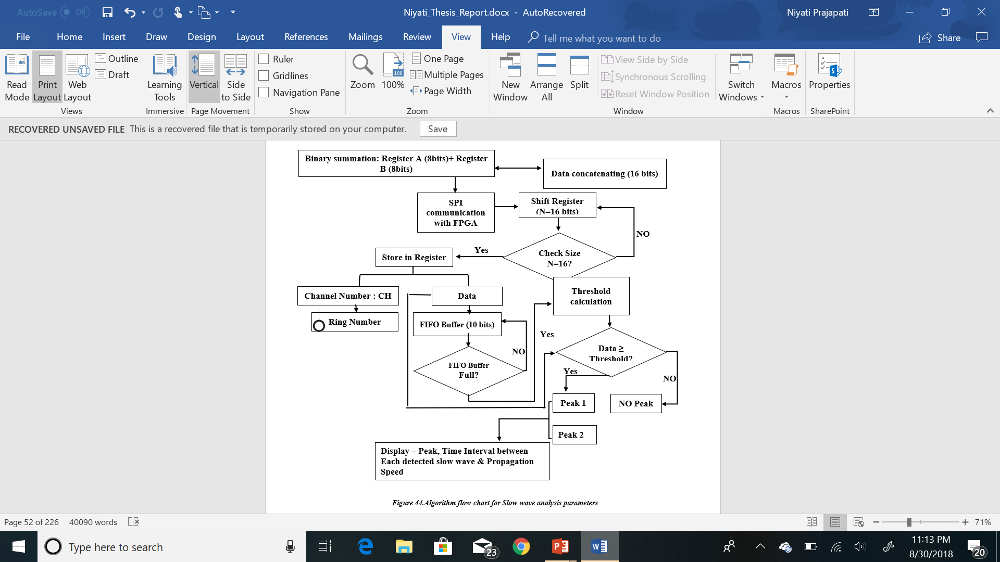 AutoSave Off
Niyati_Thesis_Report.docx - AutoRecovered
Niyati Prajapati
File Home Insert Draw Design Layout References Mailings Review View Help Tell me what you want to do
Share
Read Mode
Print Layout
Web Layout
Outline
Draft
Views
Learning Tools
Immersive
Vertical
Side to Side
Page Movement
Ruler
Gridlines
Navigation Pane
Show
Zoom
100
100%
One Page
Multiple Pages
Page Width
Zoom
New Window
Arrange All
Split
View Side by Side
Synchronous Scrolling
Reset Window Position
Switch Windows
Window
Macros
Macros
Properties
SharePoint
RECOVERED UNSAVED FILE This is a recovered file that is temporarily stored on your computer. Save
Binary summation: Register A (8bits)+ Register
B (8bits)
Data concatenating (16 bits)
SPI
communication
with FPGA
Shift Register
(N=16 bits)
NO
Check Size
N=16?
Yes
Store in Register
Channel Number : CH
Ring Number
Data
FIFO Buffer (10 bits)
NO
FIFO Buffer
Full?
Yes
Threshold
calculation
Data ≥
Threshold?
Yes
NO
Peak 1
NO Peak
Peak 2
Display – Peak, Time Interval between
Each detected slow wave & Propagation
Speed
Figure 44.Algorithm flow-chart for Slow-wave analysis parameters
Page 52 of 226 40090 words
71%
Type here to search
23
11:13 PM
8/30/2018
20